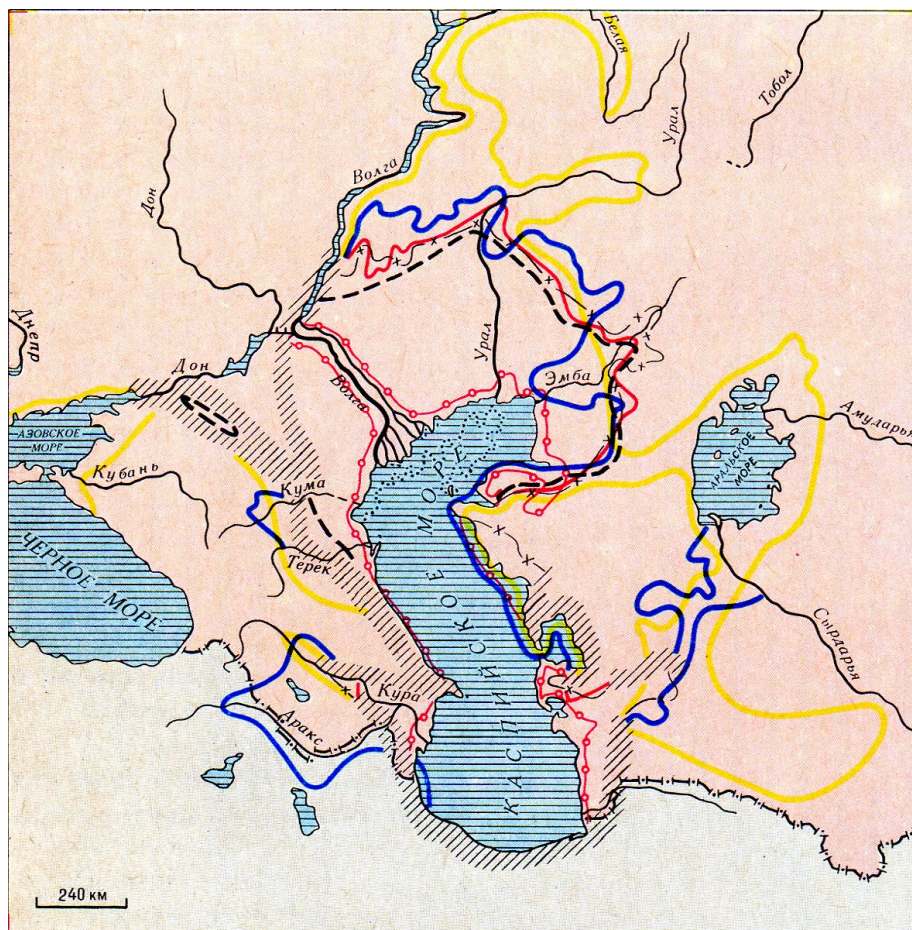 Белая
Тобол
Урал
Волга
Дон
Днепр
Урал
Дон
Волга
Эмба
Амударья
АЗОВСКОЕ
МОРЕ
АРАЛЬСКОЕ
МОРЕ
Кубань
Кума
Терек
ЧЕРНОЕ МОРЕ
КАСПИЙСКОЕ МОРЕ
Сырдарья
Кура
Аракс
240 км